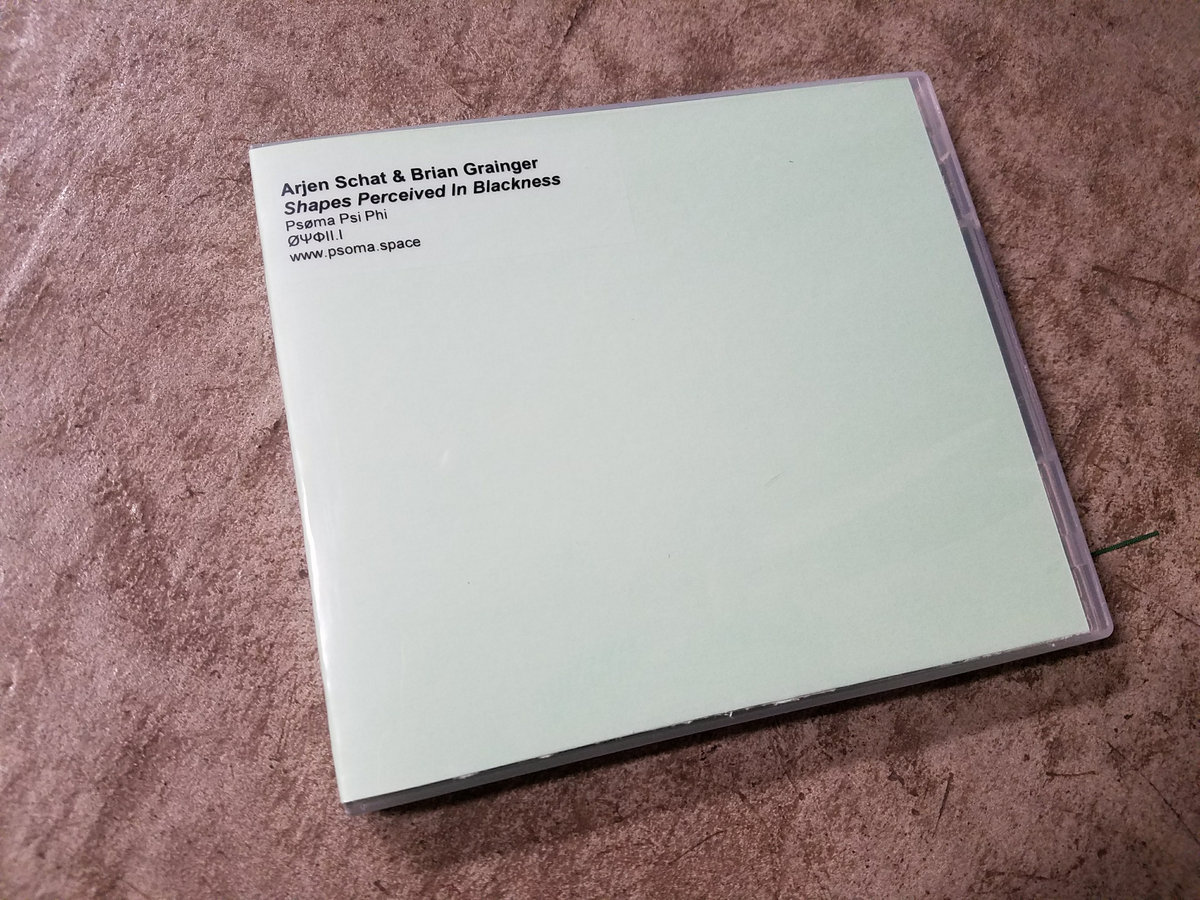 Arjen Schat & Brian Grainger
Shapes Perceived In Blackness
Psøma Psi Phi
ØΨΦII.I
www.psoma.space